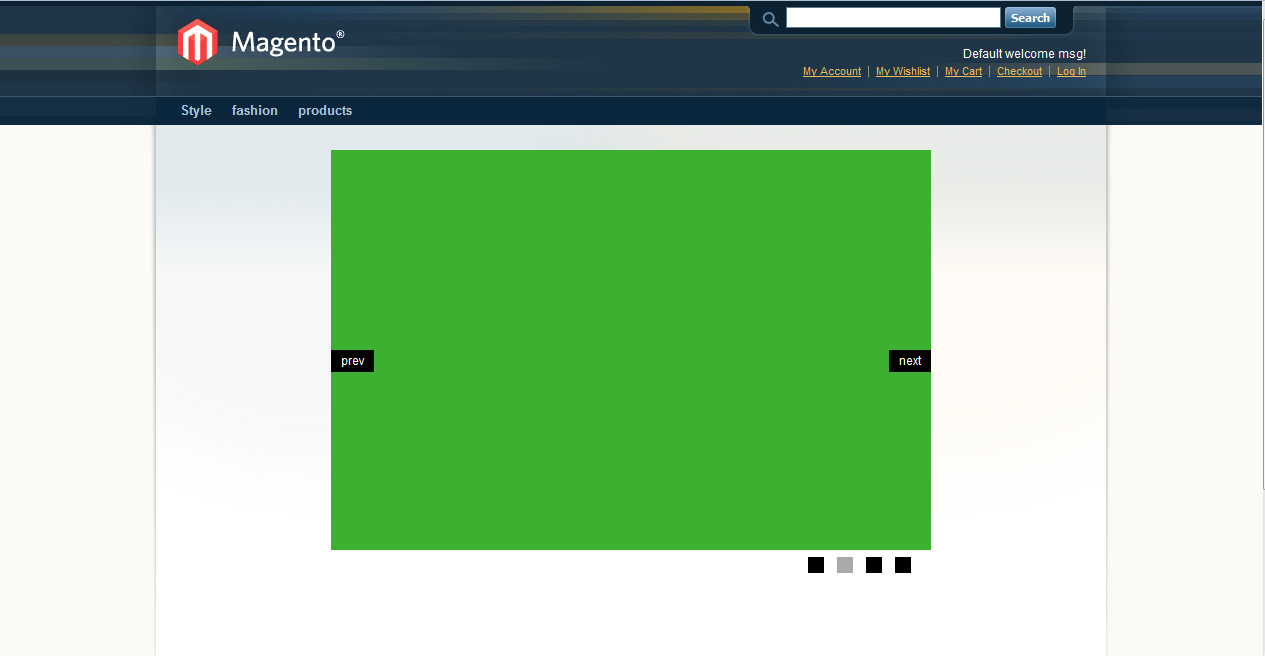 Magento®
Search
Default welcome msg!
My Account | My Wishlist | My Cart | Checkout | Log In
Style fashion products
prev next